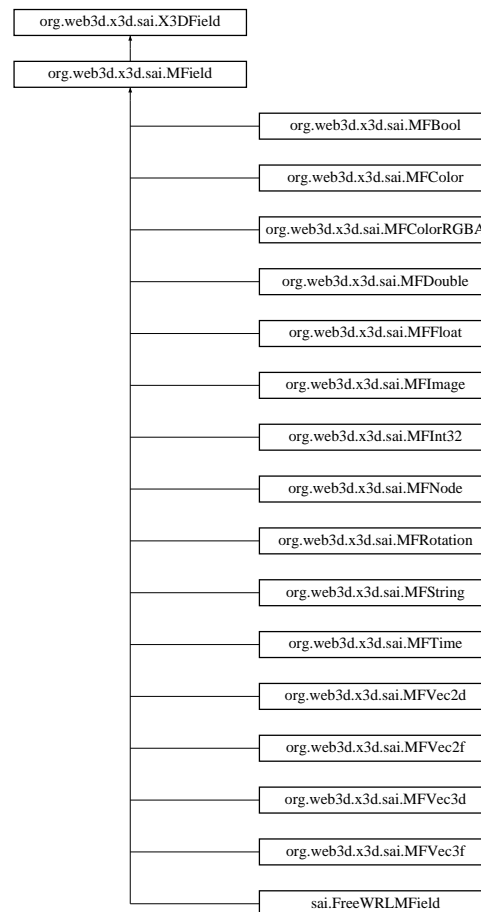 org.web3d.x3d.sai.X3DField
org.web3d.x3d.sai.MField
org.web3d.x3d.sai.MFBool
org.web3d.x3d.sai.MFColor
org.web3d.x3d.sai.MFColorRGBA
org.web3d.x3d.sai.MFDouble
org.web3d.x3d.sai.MFFloat
org.web3d.x3d.sai.MFImage
org.web3d.x3d.sai.MFInt32
org.web3d.x3d.sai.MFNode
org.web3d.x3d.sai.MFRotation
org.web3d.x3d.sai.MFString
org.web3d.x3d.sai.MFTime
org.web3d.x3d.sai.MFVec2d
org.web3d.x3d.sai.MFVec2f
org.web3d.x3d.sai.MFVec3d
org.web3d.x3d.sai.MFVec3f
sai.FreeWRLMField